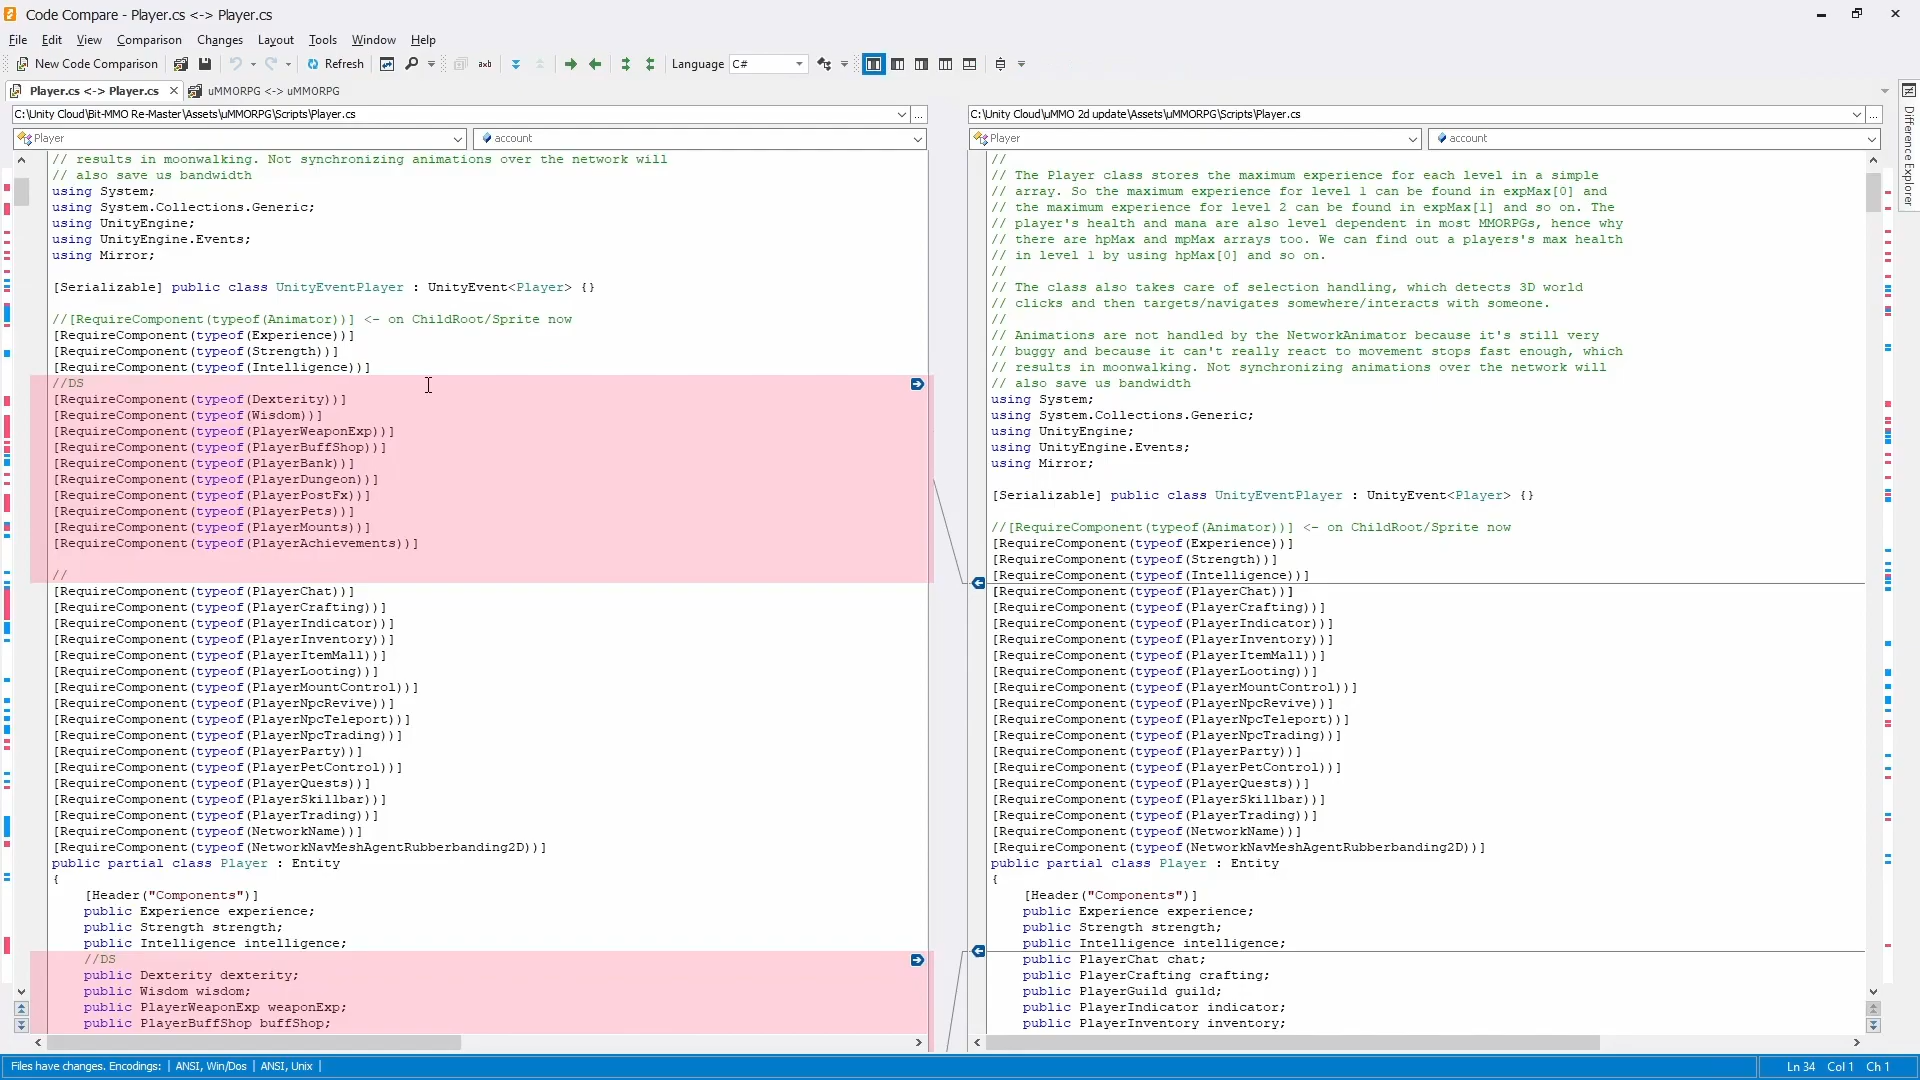 Code Compare - Player.cs <-> Player.cs
File Edit View Comparison Changes Layout Tools Window Help
New Code Comparison Refresh Language C#
Player.cs <-> Player.cs uMMORPG <-> uMMORPG
C:\Unity Cloud\Bit-MMO Re-Master\Assets\uMMORPG\Scripts\Player.cs
Player account
// results in moonwalking. Not synchronizing animations over the network will
// also save us bandwidth
using System;
using System.Collections.Generic;
using UnityEngine;
using UnityEngine.Events;
using Mirror;
[Serializable] public class UnityEventPlayer : UnityEvent<Player> {}
//[RequireComponent(typeof(Animator))] <- on ChildRoot/Sprite now
[RequireComponent(typeof(Experience))]
[RequireComponent(typeof(Strength))]
[RequireComponent(typeof(Intelligence))]
//DS
[RequireComponent(typeof(Dexterity))]
[RequireComponent(typeof(Wisdom))]
[RequireComponent(typeof(PlayerWeaponExp))]
[RequireComponent(typeof(PlayerBuffShop))]
[RequireComponent(typeof(PlayerBank))]
[RequireComponent(typeof(PlayerDungeon))]
[RequireComponent(typeof(PlayerPostFx))]
[RequireComponent(typeof(PlayerPets))]
[RequireComponent(typeof(PlayerMounts))]
[RequireComponent(typeof(PlayerAchievements))]
//
[RequireComponent(typeof(PlayerChat))]
[RequireComponent(typeof(PlayerCrafting))]
[RequireComponent(typeof(PlayerIndicator))]
[RequireComponent(typeof(PlayerInventory))]
[RequireComponent(typeof(PlayerItemMall))]
[RequireComponent(typeof(PlayerLooting))]
[RequireComponent(typeof(PlayerMountControl))]
[RequireComponent(typeof(PlayerNpcRevive))]
[RequireComponent(typeof(PlayerNpcTeleport))]
[RequireComponent(typeof(PlayerNpcTrading))]
[RequireComponent(typeof(PlayerParty))]
[RequireComponent(typeof(PlayerPetControl))]
[RequireComponent(typeof(PlayerQuests))]
[RequireComponent(typeof(PlayerSkillbar))]
[RequireComponent(typeof(PlayerTrading))]
[RequireComponent(typeof(NetworkName))]
[RequireComponent(typeof(NetworkNavMeshAgentRubberbanding2D))]
public partial class Player : Entity
{
[Header("Components")]
public Experience experience;
public Strength strength;
public Intelligence intelligence;
//DS
public Dexterity dexterity;
public Wisdom wisdom;
public PlayerWeaponExp weaponExp;
public PlayerBuffShop buffShop;
C:\Unity Cloud\uMMO 2d update\Assets\uMMORPG\Scripts\Player.cs
Player account
//
// The Player class stores the maximum experience for each level in a simple
// array. So the maximum experience for level 1 can be found in expMax[0] and
// the maximum experience for level 2 can be found in expMax[1] and so on. The
// player's health and mana are also level dependent in most MMORPGs, hence why
// there are hpMax and mpMax arrays too. We can find out a players's max health
// in level 1 by using hpMax[0] and so on.
//
// The class also takes care of selection handling, which detects 3D world
// clicks and then targets/navigates somewhere/interacts with someone.
//
// Animations are not handled by the NetworkAnimator because it's still very
// buggy and because it can't really react to movement stops fast enough, which
// results in moonwalking. Not synchronizing animations over the network will
// also save us bandwidth
using System;
using System.Collections.Generic;
using UnityEngine;
using UnityEngine.Events;
using Mirror;
[Serializable] public class UnityEventPlayer : UnityEvent<Player> {}
//[RequireComponent(typeof(Animator))] <- on ChildRoot/Sprite now
[RequireComponent(typeof(Experience))]
[RequireComponent(typeof(Strength))]
[RequireComponent(typeof(Intelligence))]
[RequireComponent(typeof(PlayerChat))]
[RequireComponent(typeof(PlayerCrafting))]
[RequireComponent(typeof(PlayerIndicator))]
[RequireComponent(typeof(PlayerInventory))]
[RequireComponent(typeof(PlayerItemMall))]
[RequireComponent(typeof(PlayerLooting))]
[RequireComponent(typeof(PlayerMountControl))]
[RequireComponent(typeof(PlayerNpcRevive))]
[RequireComponent(typeof(PlayerNpcTeleport))]
[RequireComponent(typeof(PlayerNpcTrading))]
[RequireComponent(typeof(PlayerParty))]
[RequireComponent(typeof(PlayerPetControl))]
[RequireComponent(typeof(PlayerQuests))]
[RequireComponent(typeof(PlayerSkillbar))]
[RequireComponent(typeof(PlayerTrading))]
[RequireComponent(typeof(NetworkName))]
[RequireComponent(typeof(NetworkNavMeshAgentRubberbanding2D))]
public partial class Player : Entity
{
[Header("Components")]
public Experience experience;
public Strength strength;
public Intelligence intelligence;
public PlayerChat chat;
public PlayerCrafting crafting;
public PlayerGuild guild;
public PlayerIndicator indicator;
public PlayerInventory inventory;
Difference Explorer
Files have changes. Encodings: | ANSI, Win/Dos | ANSI, Unix |
Ln 34 Col 1 Ch 1